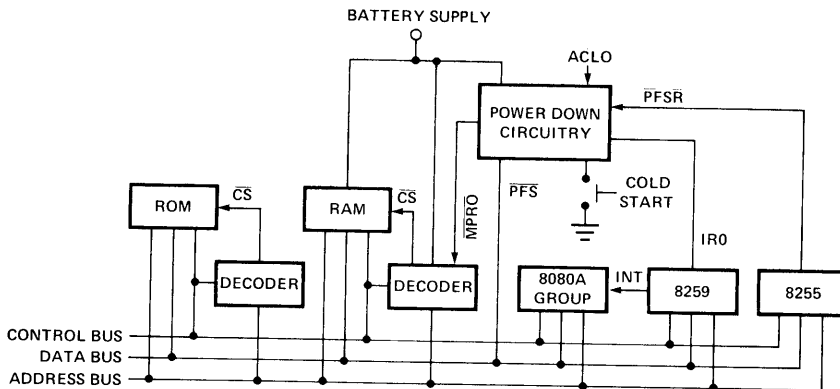 BATTERY SUPPLY
ACLO
PFSR
POWER DOWN
CIRCUITRY
COLD
START
CS
ROM
CS
RAM
MPRO
PFS
IR0
DECODER
DECODER
8080A
GROUP
INT
8259
8255
CONTROL BUS
DATA BUS
ADDRESS BUS